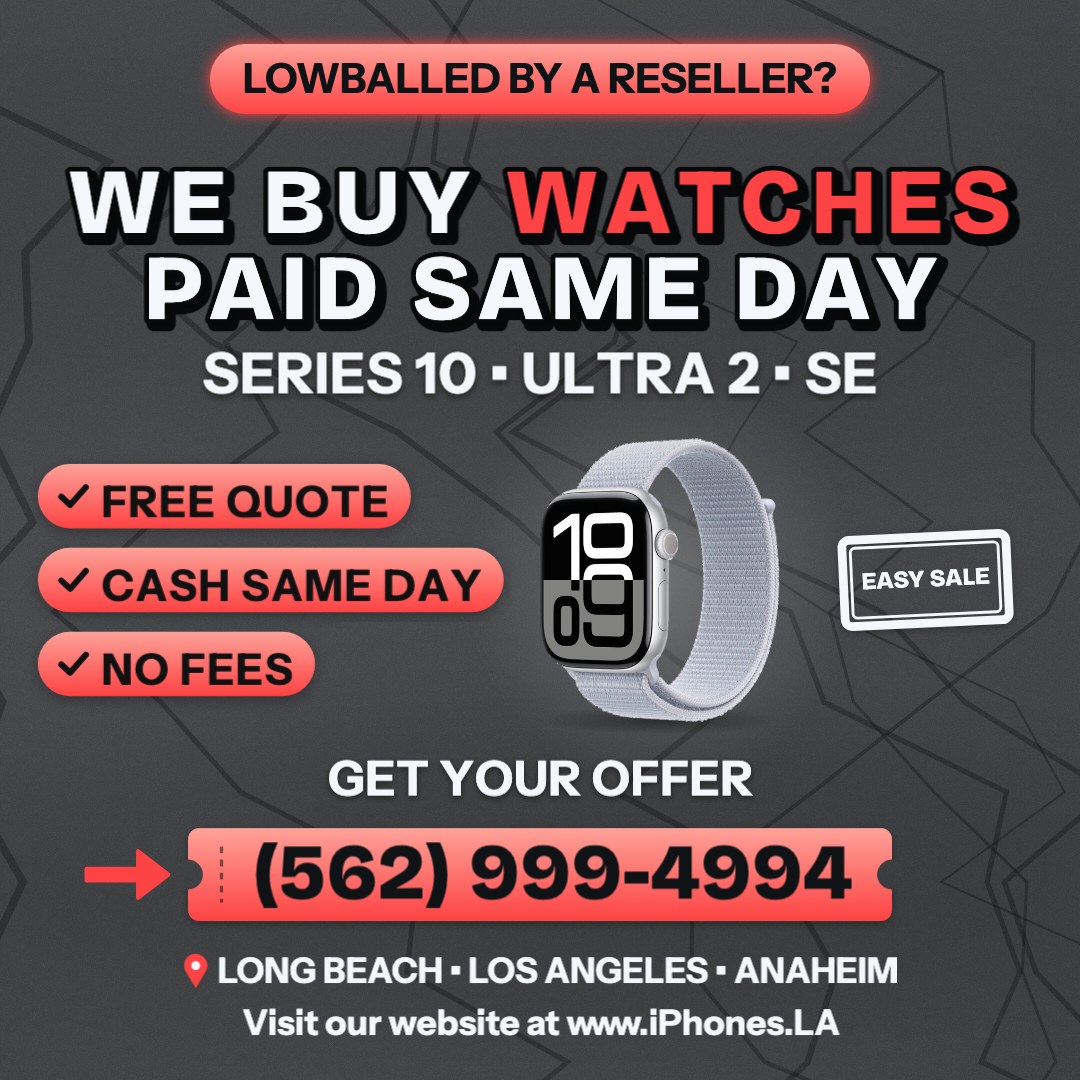 LOWBALLED BY A RESELLER?
WE BUY WATCHES
PAID SAME DAY
SERIES 10 ▪ ULTRA 2 ▪ SE
✓ FREE QUOTE
✓ CASH SAME DAY
✓ NO FEES
10
09
EASY SALE
GET YOUR OFFER
(562) 999-4994
LONG BEACH ▪ LOS ANGELES ▪ ANAHEIM
Visit our website at www.iPhones.LA